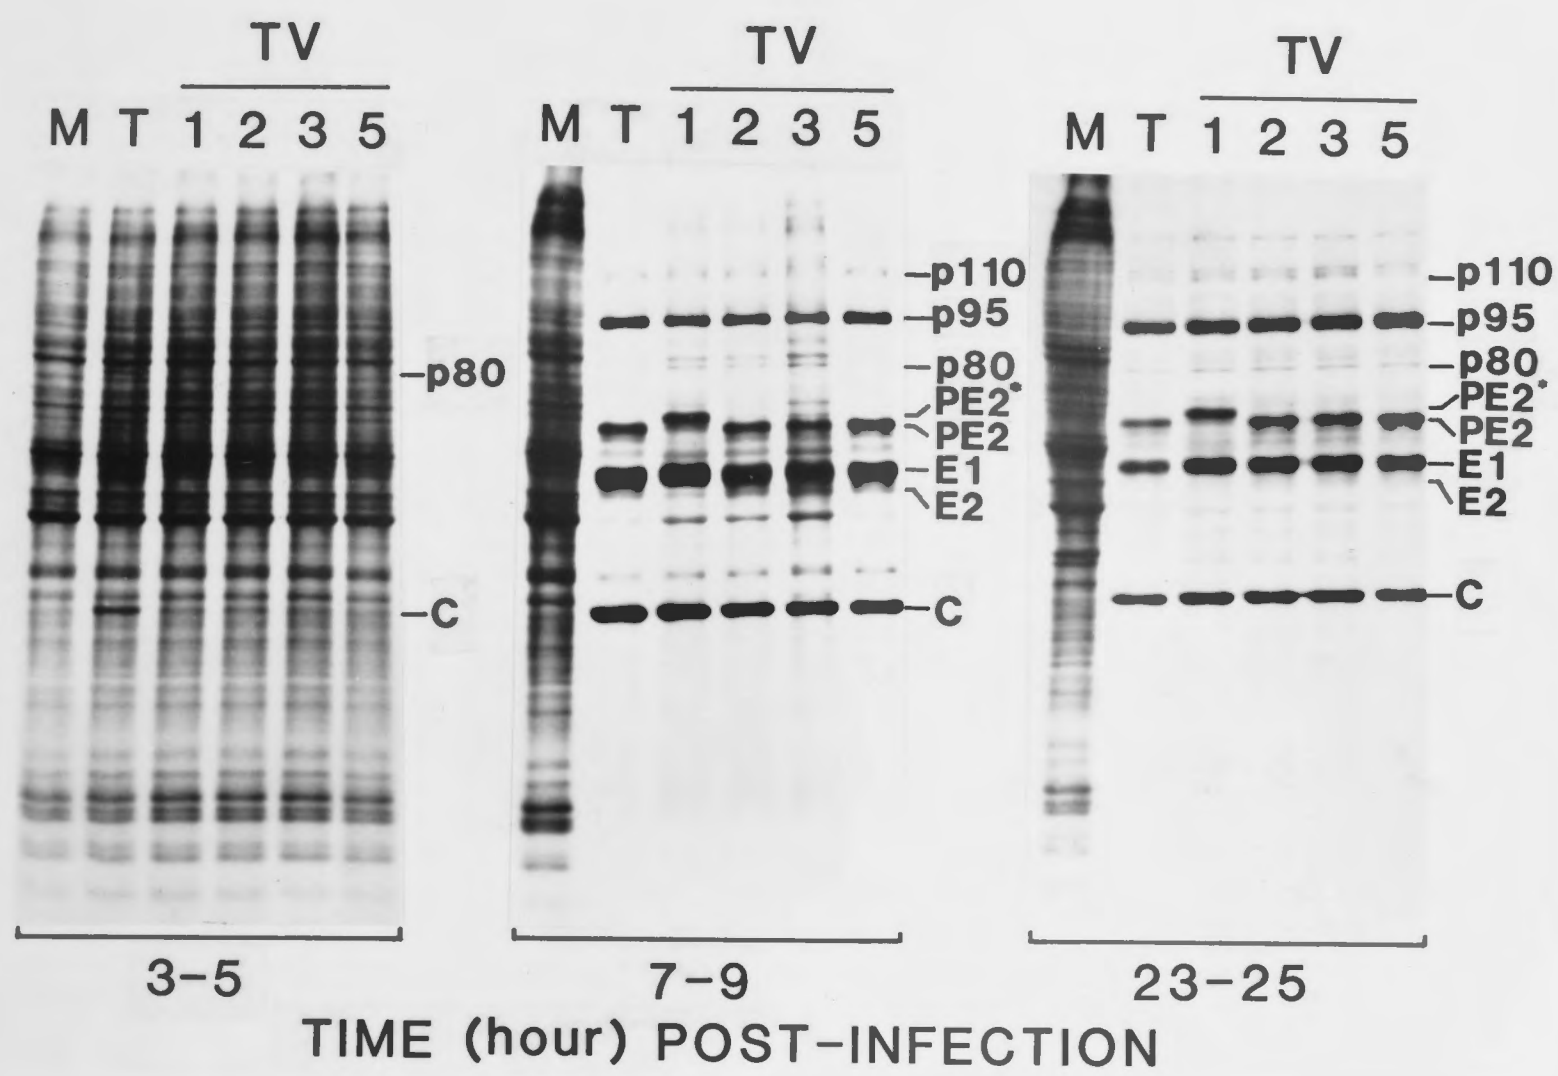 TV
M T 1 2 3 5
–p80
–C
3–5
TV
M T 1 2 3 5
–p110
–p95
–p80
PE2*
PE2
–E1
E2
–C
7–9
TV
M T 1 2 3 5
–p110
–p95
–p80
PE2*
PE2
–E1
E2
–C
23–25
TIME (hour) POST–INFECTION